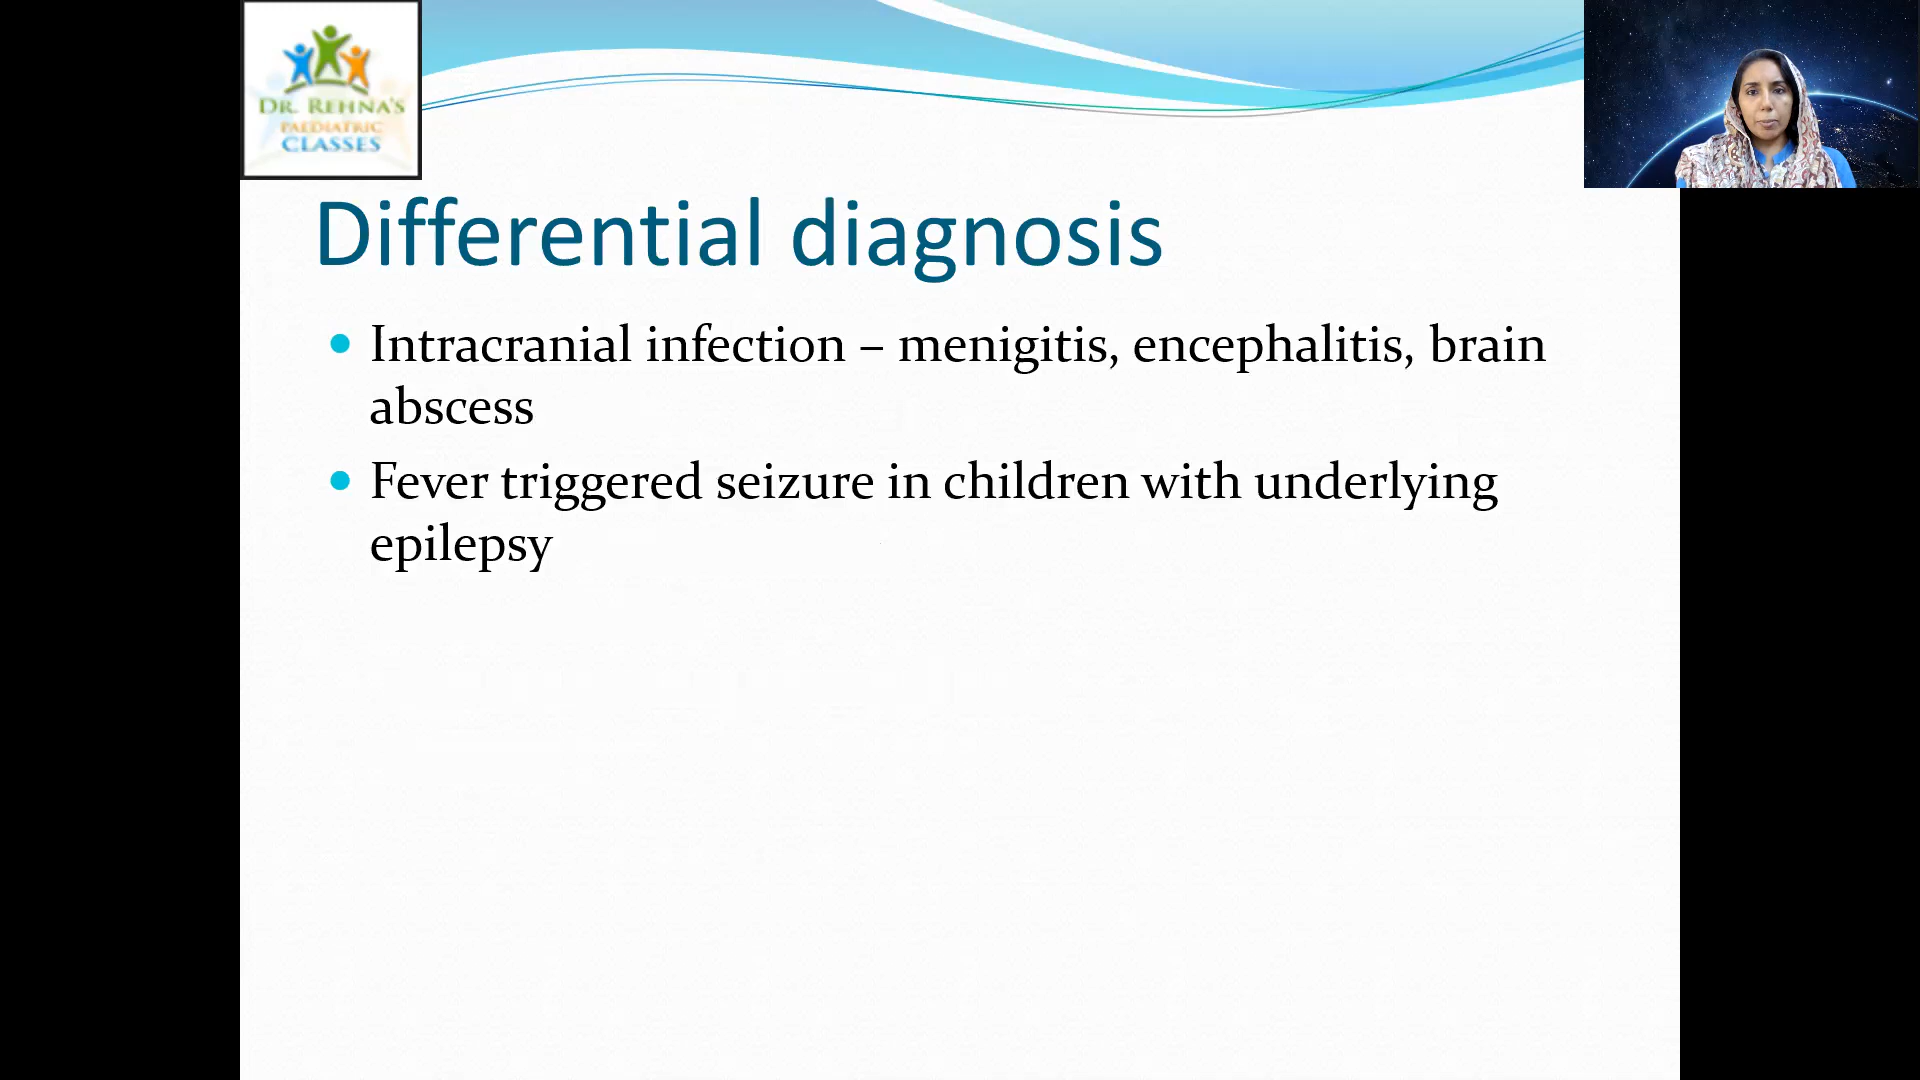 DR. REHNA'S
PAEDIATRIC
CLASSES
Differential diagnosis
• Intracranial infection – menigitis, encephalitis, brain
abscess
• Fever triggered seizure in children with underlying
epilepsy